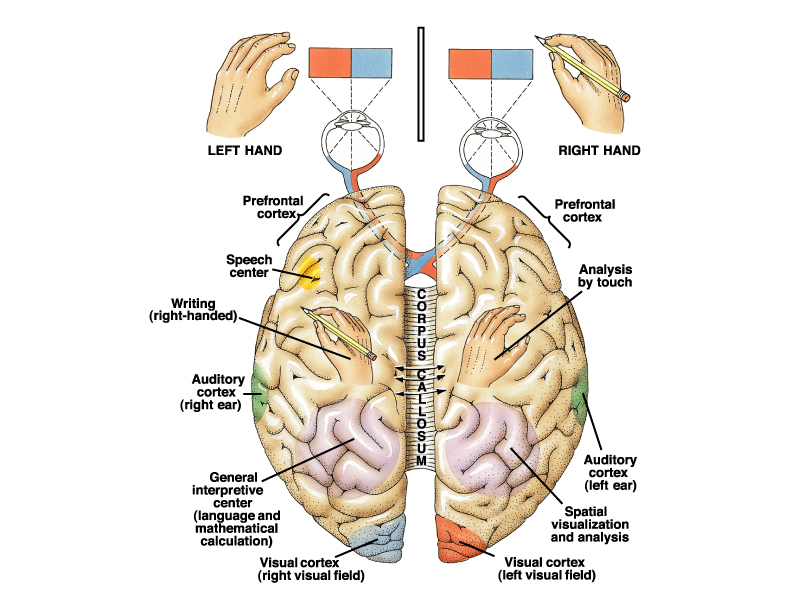 LEFT HAND
RIGHT HAND
Prefrontal
cortex
Prefrontal
cortex
Speech
center
Analysis
by touch
Writing
(right-handed)
CORPUS CALLOSUM
Auditory
cortex
(right ear)
Auditory
cortex
(left ear)
General
interpretive
center
(language and
mathematical
calculation)
Spatial
visualization
and analysis
Visual cortex
(right visual field)
Visual cortex
(left visual field)